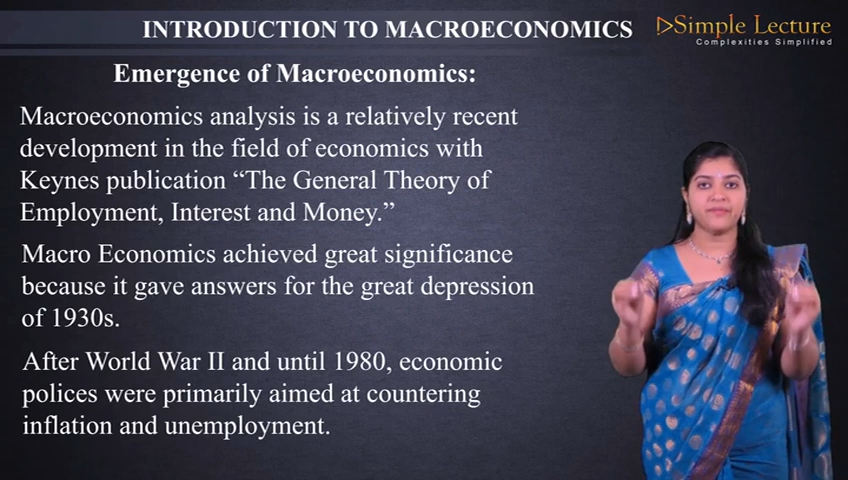 INTRODUCTION TO MACROECONOMICS
Simple Lecture
Complexities Simplified
Emergence of Macroeconomics:
Macroeconomics analysis is a relatively recent
development in the field of economics with
Keynes publication “The General Theory of
Employment, Interest and Money.”
Macro Economics achieved great significance
because it gave answers for the great depression
of 1930s.
After World War II and until 1980, economic
polices were primarily aimed at countering
inflation and unemployment.